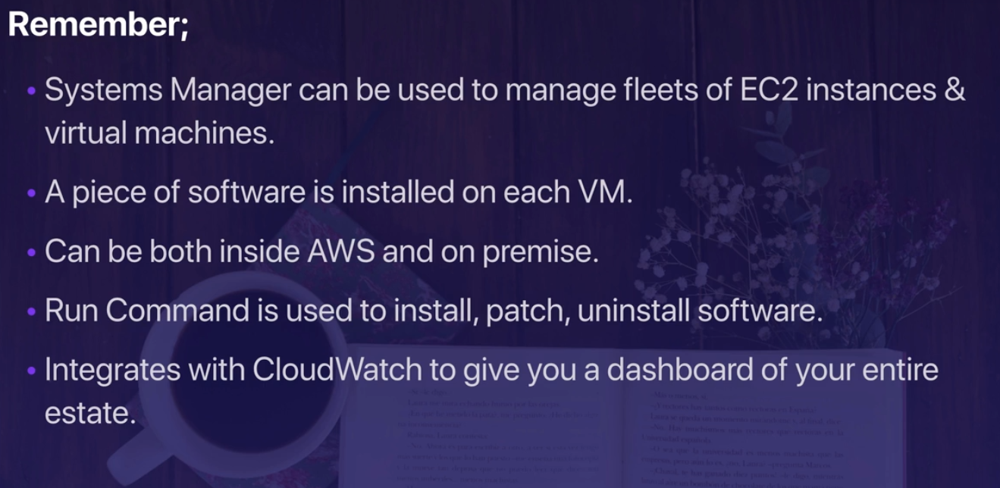 Remember;
• Systems Manager can be used to manage fleets of EC2 instances &
virtual machines.
• A piece of software is installed on each VM.
• Can be both inside AWS and on premise.
• Run Command is used to install, patch, uninstall software.
• Integrates with CloudWatch to give you a dashboard of your entire
estate.